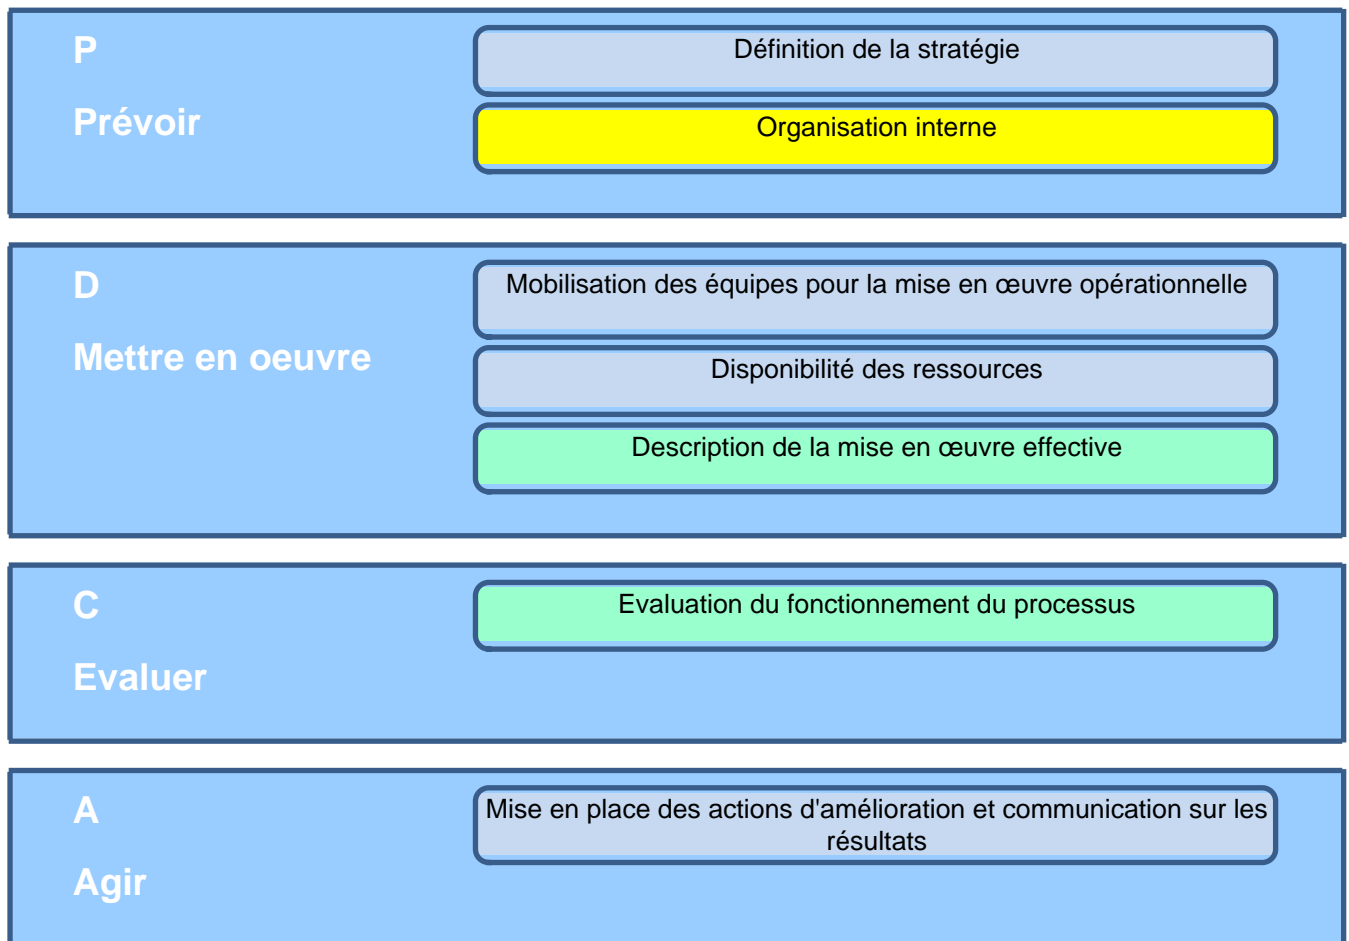 P
Définition de la stratégie
Prévoir
Organisation interne
D
Mobilisation des équipes pour la mise en œuvre opérationnelle
Mettre en oeuvre
Disponibilité des ressources
Description de la mise en œuvre effective
C
Evaluation du fonctionnement du processus
Evaluer
A
Mise en place des actions d'amélioration et communication sur les
résultats
Agir